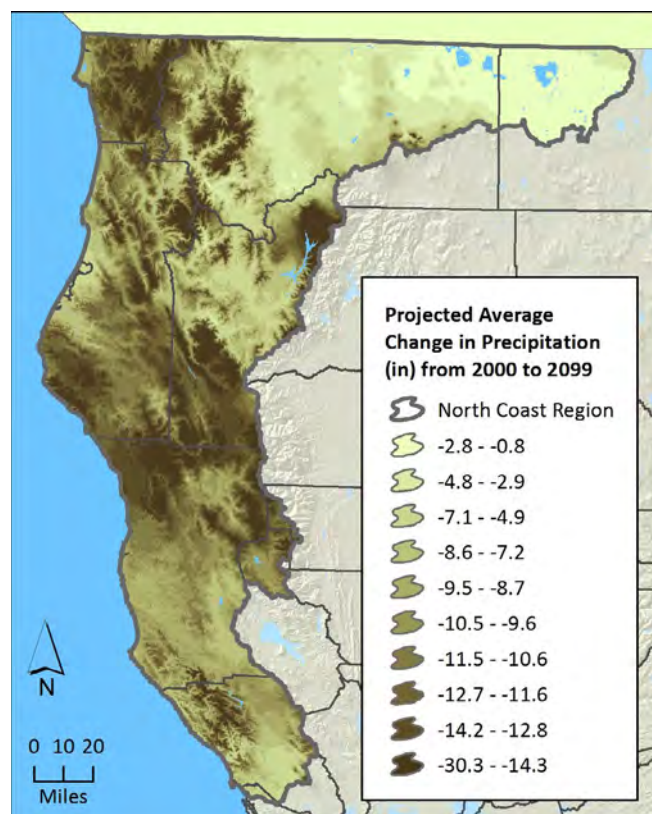 Projected Average
Change in Precipitation
(in) from 2000 to 2099
North Coast Region
-2.8 - -0.8
-4.8 - -2.9
-7.1 - -4.9
-8.6 - -7.2
-9.5 - -8.7
-10.5 - -9.6
-11.5 - -10.6
-12.7 - -11.6
-14.2 - -12.8
-30.3 - -14.3
N
0 10 20
Miles